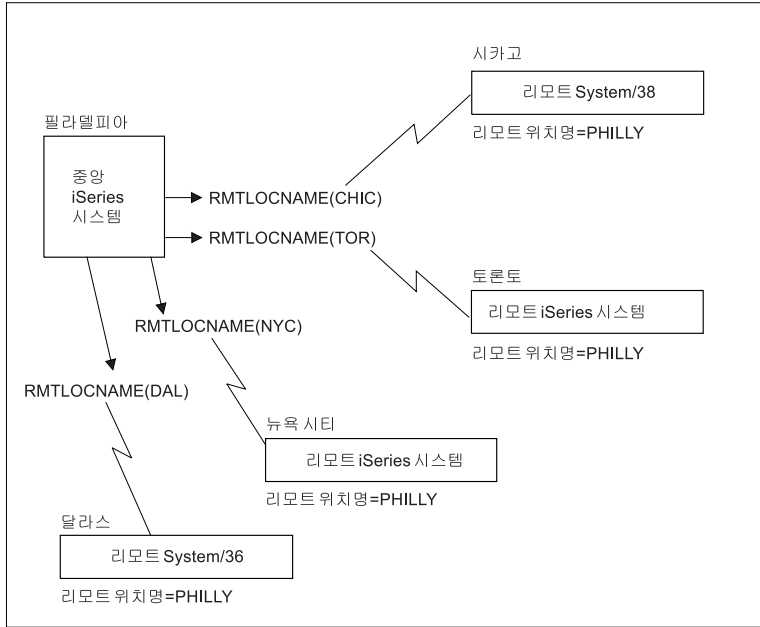 시카고
리모트 System/38
리모트 위치명=PHILLY
필라델피아
중앙
iSeries
시스템
RMTLOCNAME(CHIC)
RMTLOCNAME(TOR)
토론토
리모트 iSeries 시스템
리모트 위치명=PHILLY
RMTLOCNAME(NYC)
RMTLOCNAME(DAL)
뉴욕 시티
리모트 iSeries 시스템
리모트 위치명=PHILLY
달라스
리모트 System/36
리모트 위치명=PHILLY